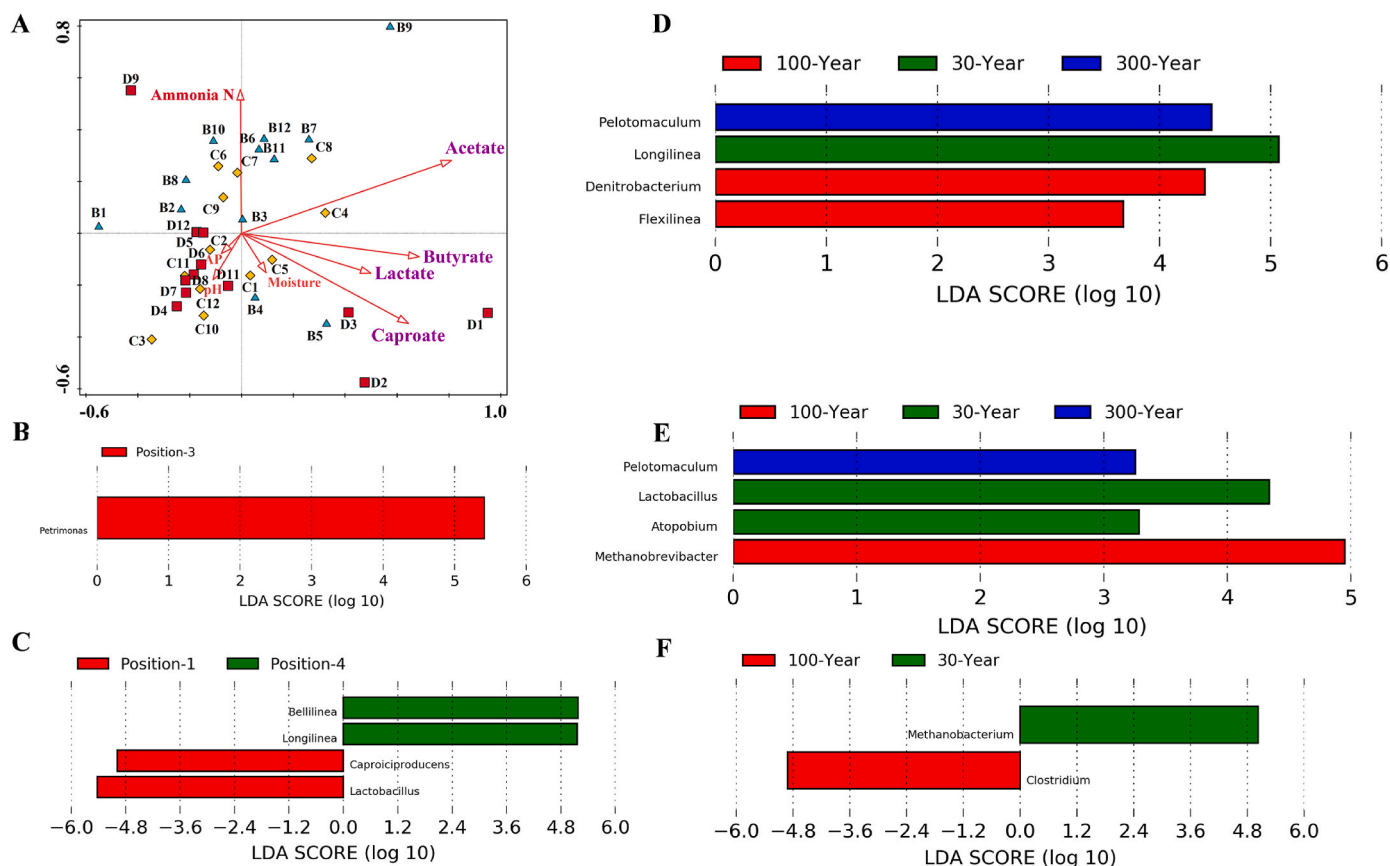 A
0.8
B9
D9
Ammonia N
B10
B6
B12
B7
B11
C8
C6
C7
Acetate
B8
C9
B2
B3
C4
B1
D12
D5
C2
D6
AP
C11
D8
D11
C5
Butyrate
Lactate
Moisture
pH
D7
C1
D4
C12
B4
C10
C3
B5
D3
D1
Caproate
D2
-0.6
-0.6
1.0
B
Position-3
Petrimonas
0 1 2 3 4 5 6
LDA SCORE (log 10)
C
Position-1 Position-4
Bellilinea
Longilinea
Caproiciproducens
Lactobacillus
−6.0 −4.8 −3.6 −2.4 −1.2 0.0 1.2 2.4 3.6 4.8 6.0
LDA SCORE (log 10)
D
100-Year 30-Year 300-Year
Pelotomaculum
Longilinea
Denitrobacterium
Flexilinea
0 1 2 3 4 5 6
LDA SCORE (log 10)
E
100-Year 30-Year 300-Year
Pelotomaculum
Lactobacillus
Atopobium
Methanobrevibacter
0 1 2 3 4 5
LDA SCORE (log 10)
F
100-Year 30-Year
Methanobacterium
Clostridium
−6.0 −4.8 −3.6 −2.4 −1.2 0.0 1.2 2.4 3.6 4.8 6.0
LDA SCORE (log 10)